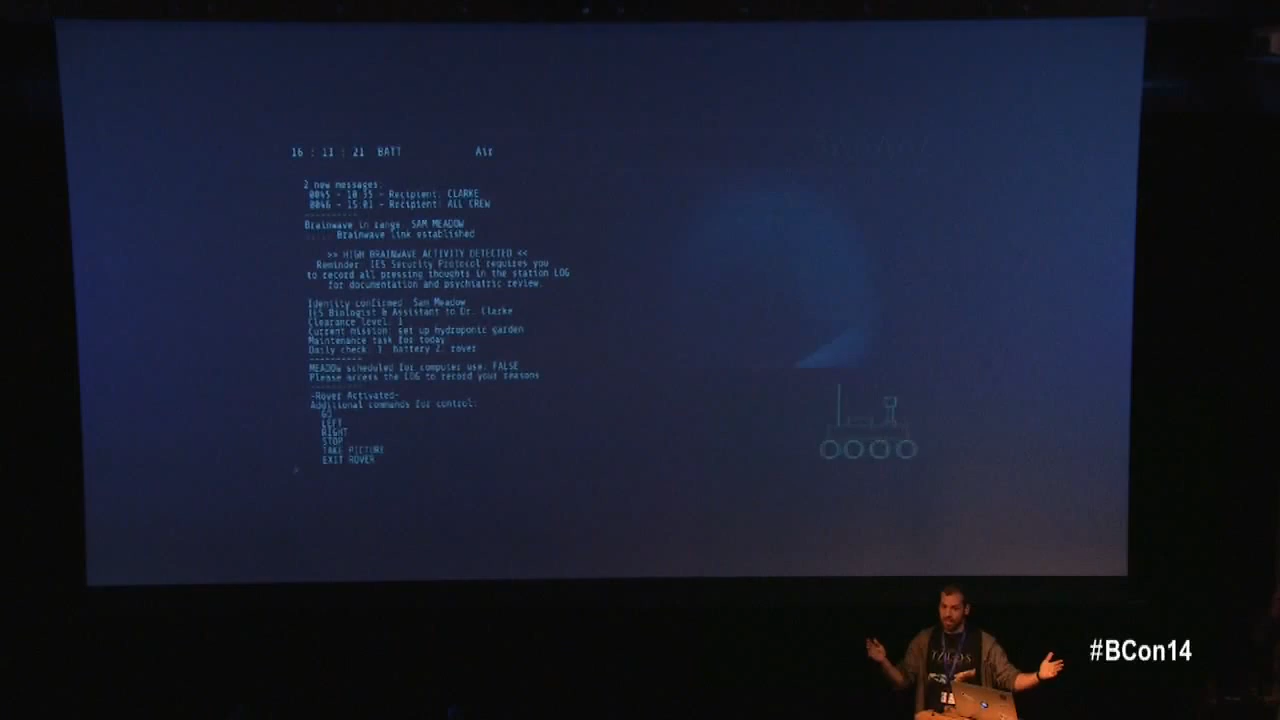 16 : 11 : 21 BATT Air
2 new messages:
0045 - 10:35 - Recipient: CLARKE
0046 - 15:01 - Recipient: ALL CREW
----------
Brainwave in range: SAM MEADOW
..... Brainwave link established
>> HIGH BRAINWAVE ACTIVITY DETECTED <<
Reminder: IES Security Protocol requires you
to record all pressing thoughts in the station LOG
for documentation and psychiatric review.
Identity confirmed: Sam Meadow
IES Biologist & Assistant to Dr. Clarke
Clearance level: 1
Current mission: set up hydroponic garden
Maintenance task for today
Daily check: 1. battery 2. rover
----------
MEADOW scheduled for computer use: FALSE
Please access the LOG to record your reasons
----------
-Rover Activated-
Additional commands for control:
GO
LEFT
RIGHT
STOP
TAKE PICTURE
EXIT ROVER
>
#BCon14